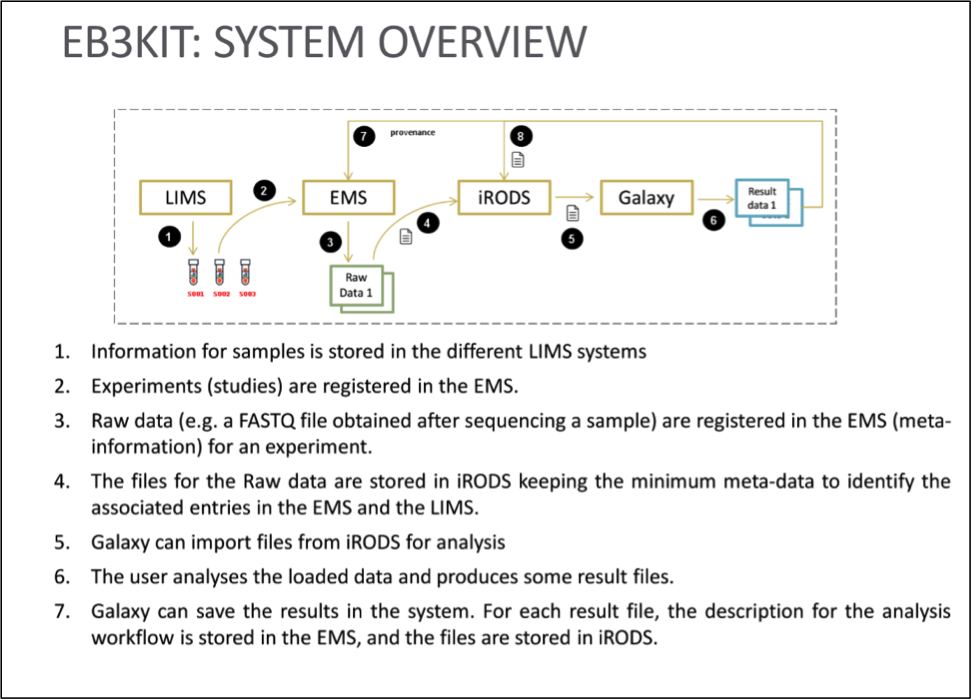 EB3KIT: SYSTEM OVERVIEW
7 provenance 8
LIMS 2 EMS iRODS Galaxy Result
data 1
1 3 4 5 6
S001 S002 S003
Raw
Data 1
1. Information for samples is stored in the different LIMS systems
2. Experiments (studies) are registered in the EMS.
3. Raw data (e.g. a FASTQ file obtained after sequencing a sample) are registered in the EMS (meta-
information) for an experiment.
4. The files for the Raw data are stored in iRODS keeping the minimum meta-data to identify the
associated entries in the EMS and the LIMS.
5. Galaxy can import files from iRODS for analysis
6. The user analyses the loaded data and produces some result files.
7. Galaxy can save the results in the system. For each result file, the description for the analysis
workflow is stored in the EMS, and the files are stored in iRODS.